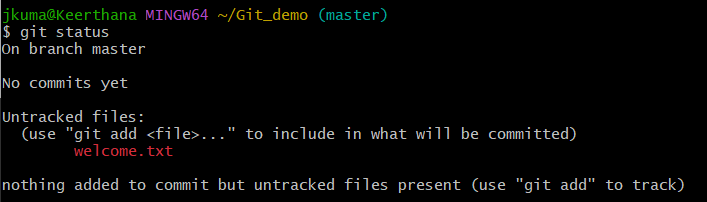 jkuma@Keerthana MINGW64 ~/Git_demo (master)
$ git status
On branch master
No commits yet
Untracked files:
  (use "git add <file>..." to include in what will be committed)
        welcome.txt
nothing added to commit but untracked files present (use "git add" to track)